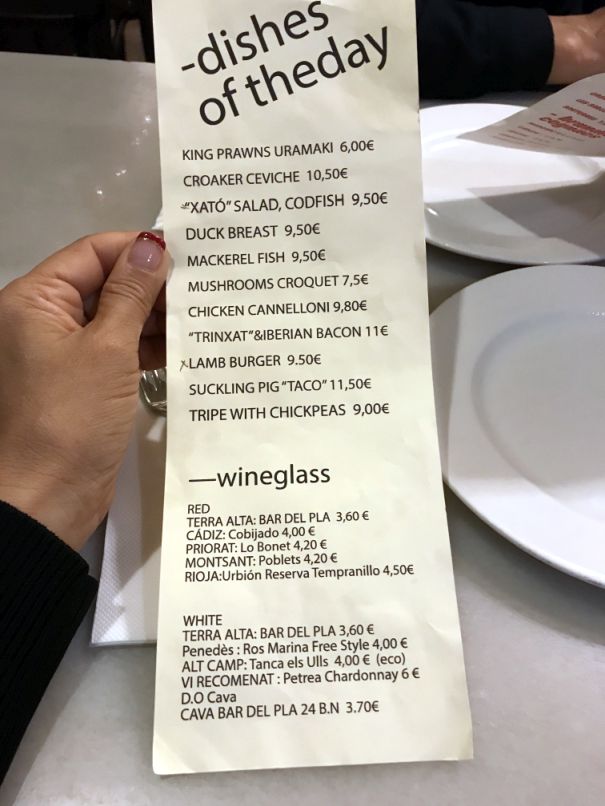 -dishes
of theday
KING PRAWNS URAMAKI 6,00€
CROAKER CEVICHE 10,50€
"XATÓ" SALAD, CODFISH 9,50€
DUCK BREAST 9,50€
MACKEREL FISH 9,50€
MUSHROOMS CROQUET 7,5€
CHICKEN CANNELLONI 9,80€
"TRINXAT"&IBERIAN BACON 11€
LAMB BURGER 9.50€
SUCKLING PIG "TACO" 11,50€
TRIPE WITH CHICKPEAS 9,00€
—wineglass
RED
TERRA ALTA: BAR DEL PLA 3,60 €
CÁDIZ: Cobijado 4,00 €
PRIORAT: Lo Bonet 4,20 €
MONTSANT: Poblets 4,20 €
RIOJA:Urbión Reserva Tempranillo 4,50€
WHITE
TERRA ALTA: BAR DEL PLA 3,60 €
Penedès : Ros Marina Free Style 4,00 €
ALT CAMP: Tanca els Ulls 4,00 € (eco)
VI RECOMENAT : Petrea Chardonnay 6 €
D.O Cava
CAVA BAR DEL PLA 24 B.N 3.70€